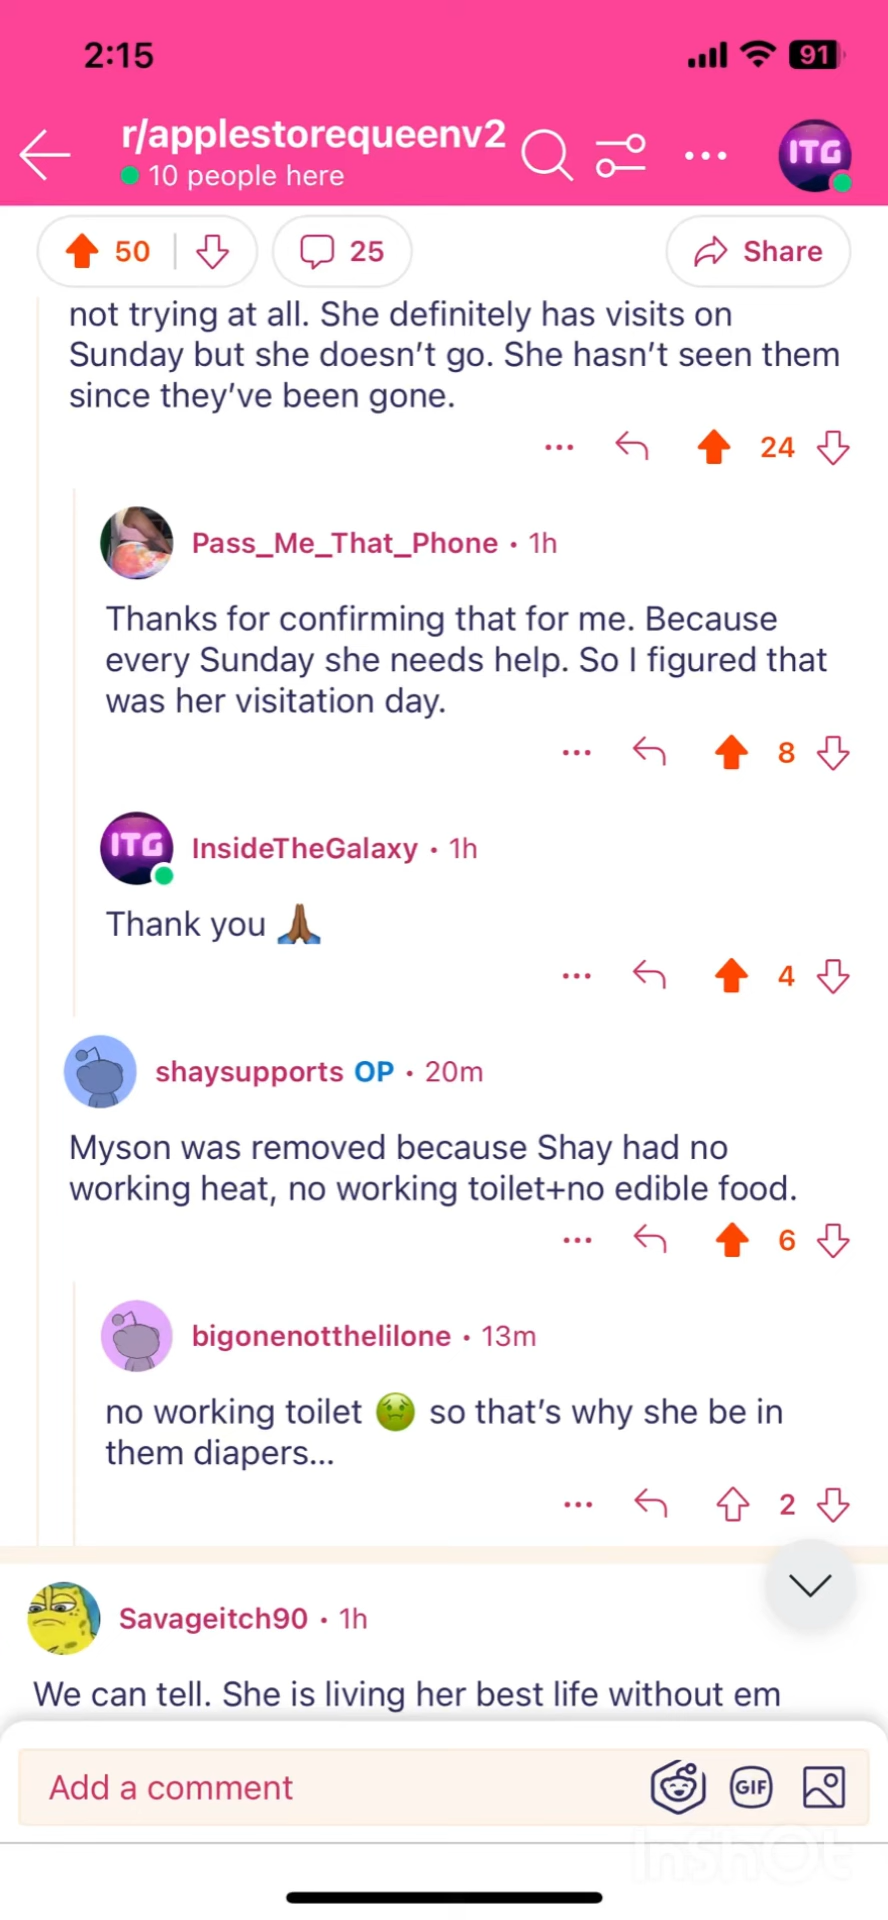 2:15
91
r/applestorequeenv2
10 people here
ITG
50
25
Share
not trying at all. She definitely has visits on
Sunday but she doesn’t go. She hasn’t seen them
since they’ve been gone.
24
Pass_Me_That_Phone • 1h
Thanks for confirming that for me. Because
every Sunday she needs help. So I figured that
was her visitation day.
8
ITG
InsideTheGalaxy • 1h
Thank you 🙏🏾
4
shaysupports OP • 20m
Myson was removed because Shay had no
working heat, no working toilet+no edible food.
6
bigonenotthelilone • 13m
no working toilet 🤢 so that’s why she be in
them diapers...
2
Savageitch90 • 1h
We can tell. She is living her best life without em
Add a comment
GIF
InShOt